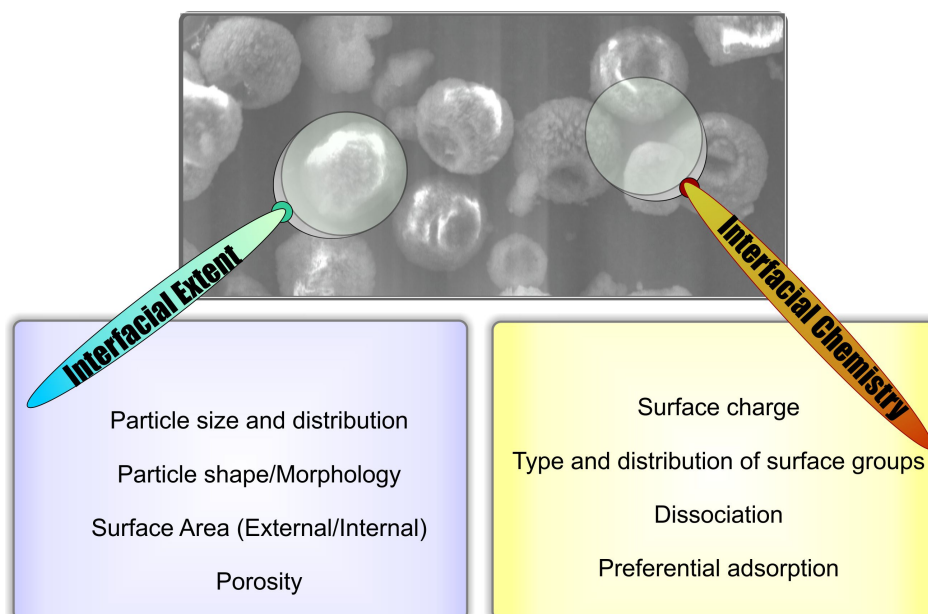 Interfacial Extent
Interfacial Chemistry
Particle size and distribution
Particle shape/Morphology
Surface Area (External/Internal)
Porosity
Surface charge
Type and distribution of surface groups
Dissociation
Preferential adsorption